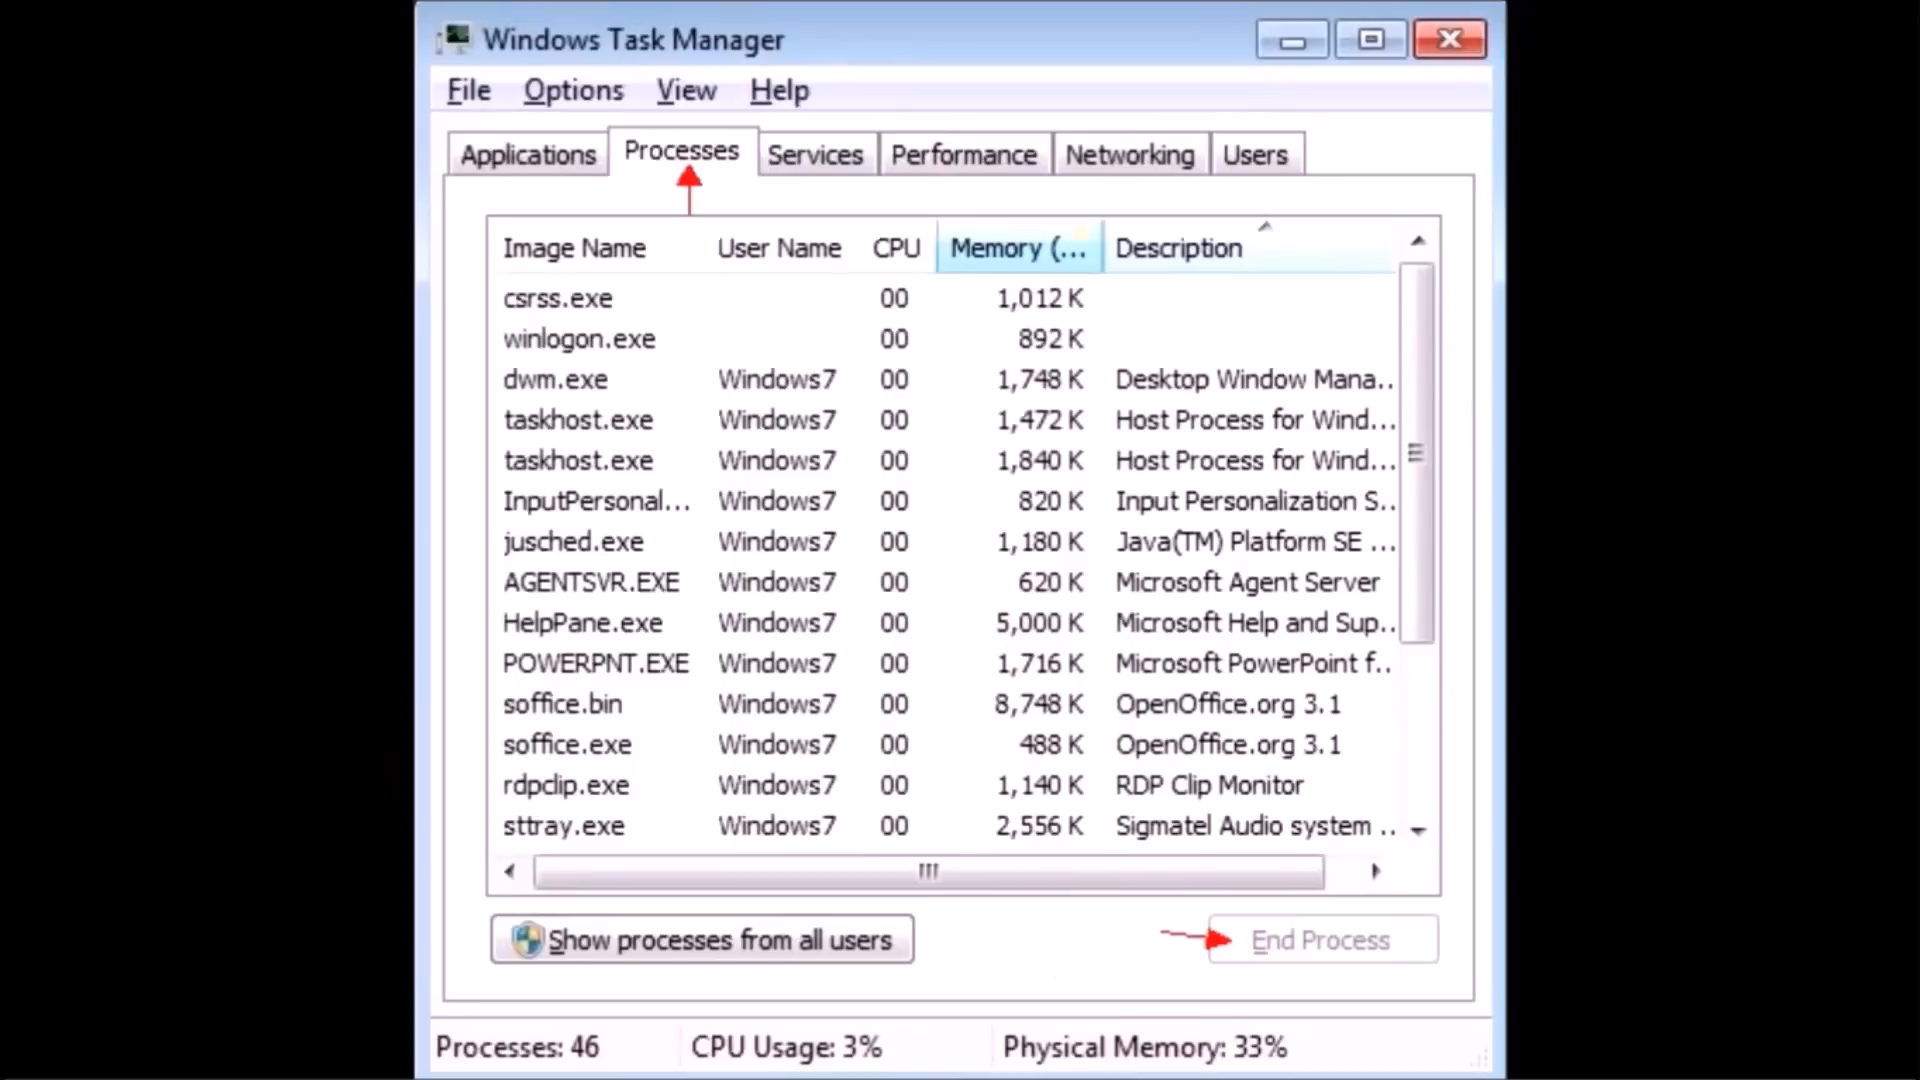 Windows Task Manager
File Options View Help
Applications Processes Services Performance Networking Users
Image Name User Name CPU Memory (... Description
csrss.exe 00 1,012 K
winlogon.exe 00 892 K
dwm.exe Windows7 00 1,748 K Desktop Window Mana...
taskhost.exe Windows7 00 1,472 K Host Process for Wind...
taskhost.exe Windows7 00 1,840 K Host Process for Wind...
InputPersonal... Windows7 00 820 K Input Personalization S...
jusched.exe Windows7 00 1,180 K Java(TM) Platform SE ...
AGENTSVR.EXE Windows7 00 620 K Microsoft Agent Server
HelpPane.exe Windows7 00 5,000 K Microsoft Help and Sup...
POWERPNT.EXE Windows7 00 1,716 K Microsoft PowerPoint f...
soffice.bin Windows7 00 8,748 K OpenOffice.org 3.1
soffice.exe Windows7 00 488 K OpenOffice.org 3.1
rdpclip.exe Windows7 00 1,140 K RDP Clip Monitor
sttray.exe Windows7 00 2,556 K Sigmatel Audio system ...
Show processes from all users End Process
Processes: 46 CPU Usage: 3% Physical Memory: 33%